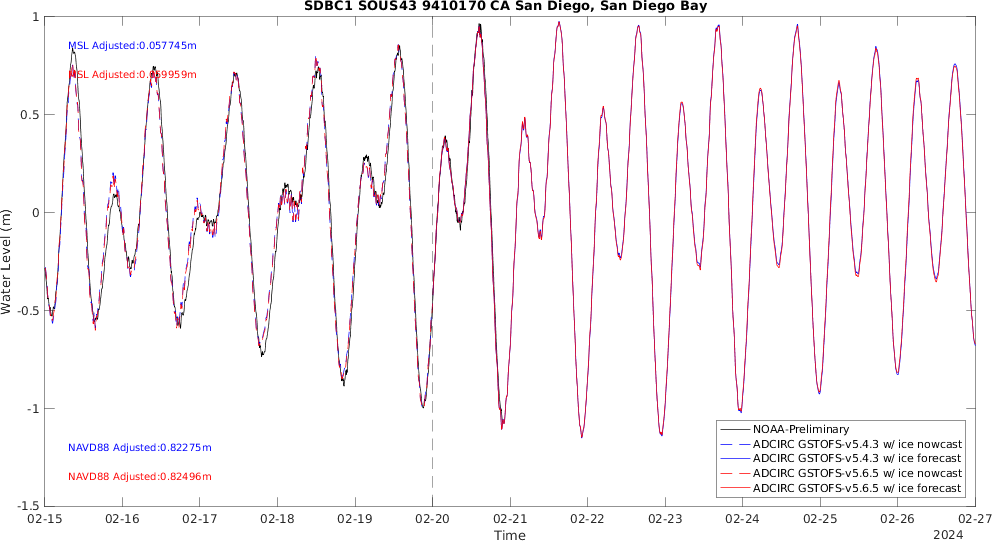 SDBC1 SOUS43 9410170 CA San Diego, San Diego Bay
MSL Adjusted:0.057745m
MSL Adjusted:0.059959m
NAVD88 Adjusted:0.82275m
NAVD88 Adjusted:0.82496m
Water Level (m)
1
0.5
0
-0.5
-1
-1.5
NOAA-Preliminary
ADCIRC GSTOFS-v5.4.3 w/ ice nowcast
ADCIRC GSTOFS-v5.4.3 w/ ice forecast
ADCIRC GSTOFS-v5.6.5 w/ ice nowcast
ADCIRC GSTOFS-v5.6.5 w/ ice forecast
02-15 02-16 02-17 02-18 02-19 02-20 02-21 02-22 02-23 02-24 02-25 02-26 02-27
Time
2024